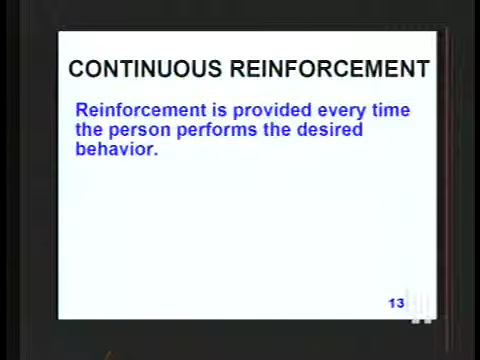 CONTINUOUS REINFORCEMENT
Reinforcement is provided every time
the person performs the desired
behavior.
13